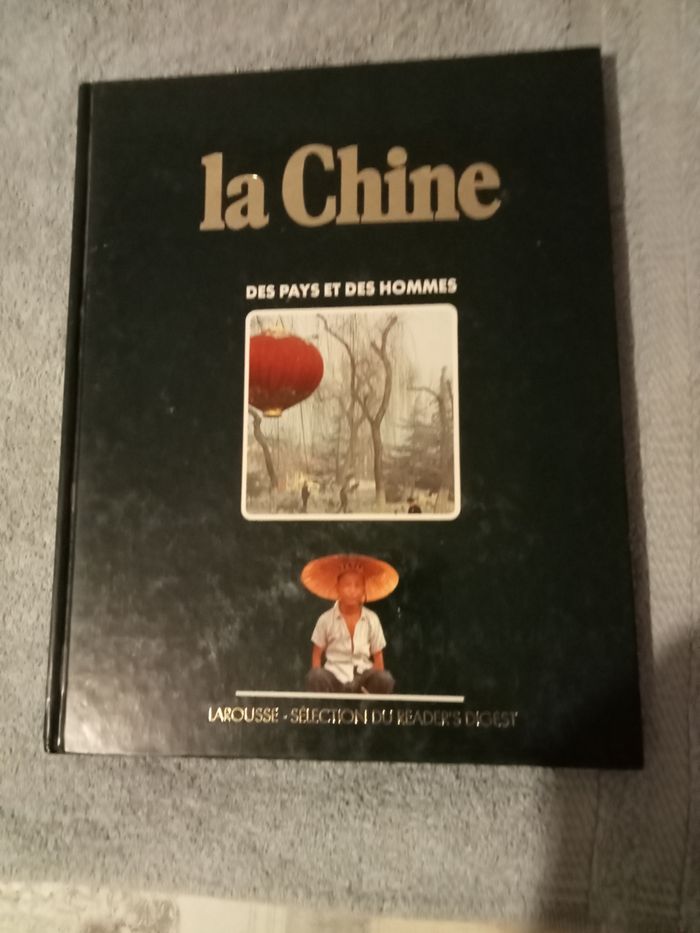 la Chine
DES PAYS ET DES HOMMES
LAROUSSE - SÉLECTION DU READER'S DIGEST